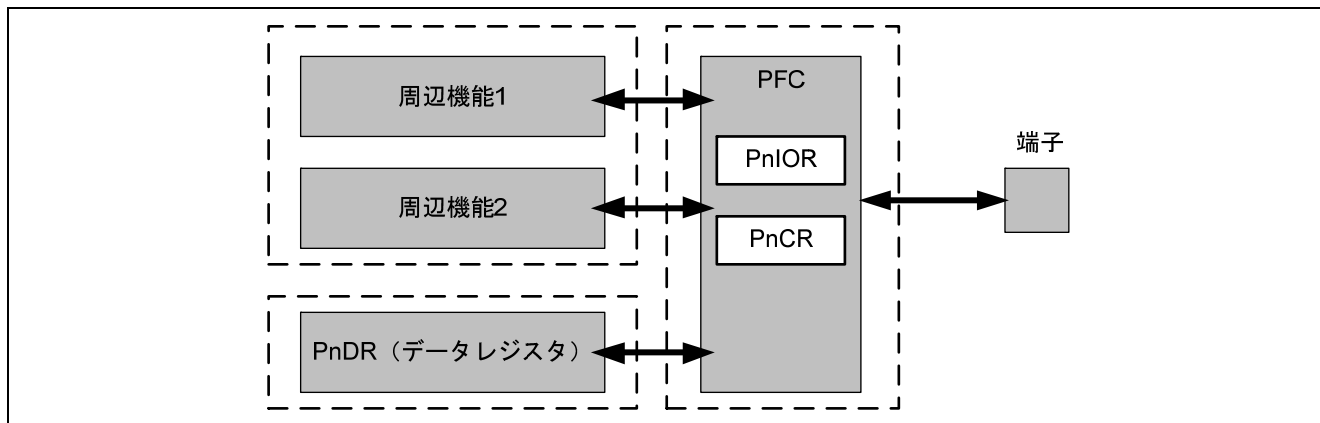 周辺機能1
周辺機能2
PnDR（データレジスタ）
PFC
PnIOR
PnCR
端子